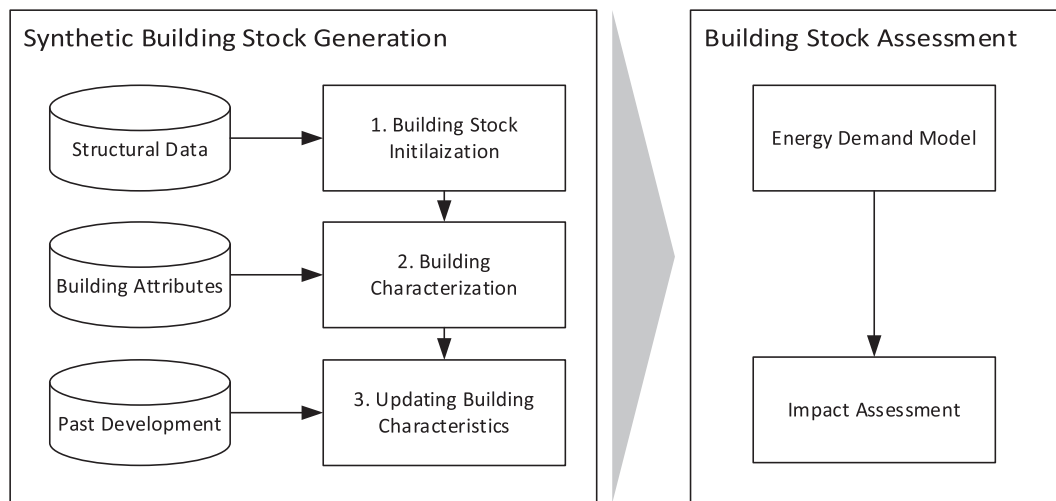 Synthetic Building Stock Generation
Structural Data
1. Building Stock
Initilaization
Building Attributes
2. Building
Characterization
Past Development
3. Updating Building
Characteristics
Building Stock Assessment
Energy Demand Model
Impact Assessment